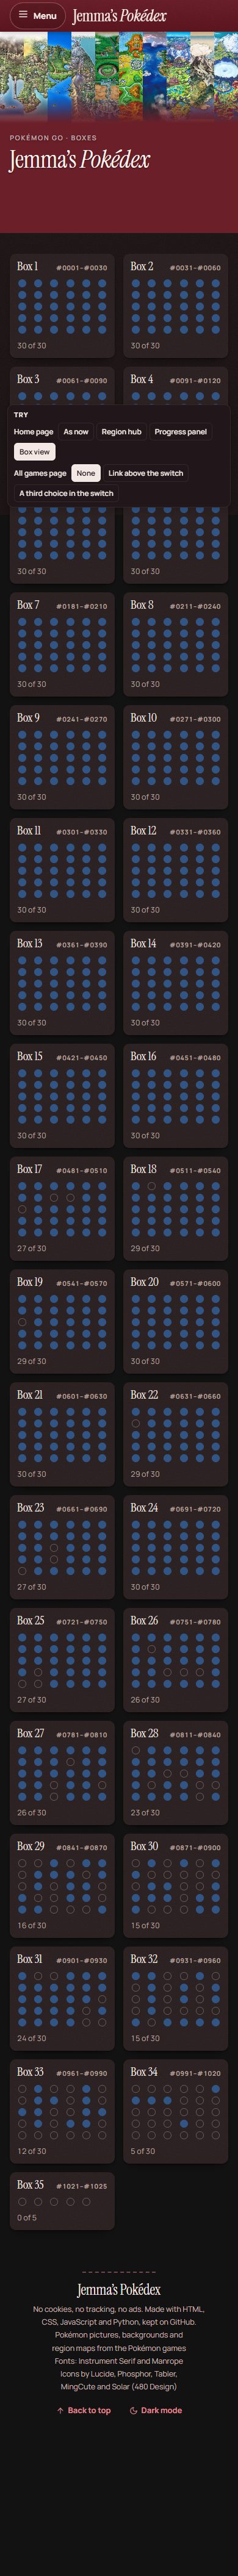 Menu Jemma's Pokédex
POKÉMON GO · BOXES
Jemma's Pokédex
Box 1 #0001–#0030
30 of 30
Box 2 #0031–#0060
30 of 30
Box 3 #0061–#0090
Box 4 #0091–#0120
TRY
Home page As now Region hub Progress panel
Box view
All games page None Link above the switch
A third choice in the switch
30 of 30
30 of 30
Box 7 #0181–#0210
30 of 30
Box 8 #0211–#0240
30 of 30
Box 9 #0241–#0270
30 of 30
Box 10 #0271–#0300
30 of 30
Box 11 #0301–#0330
30 of 30
Box 12 #0331–#0360
30 of 30
Box 13 #0361–#0390
30 of 30
Box 14 #0391–#0420
30 of 30
Box 15 #0421–#0450
30 of 30
Box 16 #0451–#0480
30 of 30
Box 17 #0481–#0510
27 of 30
Box 18 #0511–#0540
29 of 30
Box 19 #0541–#0570
29 of 30
Box 20 #0571–#0600
30 of 30
Box 21 #0601–#0630
30 of 30
Box 22 #0631–#0660
29 of 30
Box 23 #0661–#0690
27 of 30
Box 24 #0691–#0720
30 of 30
Box 25 #0721–#0750
27 of 30
Box 26 #0751–#0780
26 of 30
Box 27 #0781–#0810
26 of 30
Box 28 #0811–#0840
23 of 30
Box 29 #0841–#0870
16 of 30
Box 30 #0871–#0900
15 of 30
Box 31 #0901–#0930
24 of 30
Box 32 #0931–#0960
15 of 30
Box 33 #0961–#0990
12 of 30
Box 34 #0991–#1020
5 of 30
Box 35 #1021–#1025
0 of 5
Jemma's Pokédex
No cookies, no tracking, no ads. Made with HTML,
CSS, JavaScript and Python, kept on GitHub.
Pokémon pictures, backgrounds and
region maps from the Pokémon games
Fonts: Instrument Serif and Manrope
Icons by Lucide, Phosphor, Tabler,
MingCute and Solar (480 Design)
Back to top Dark mode